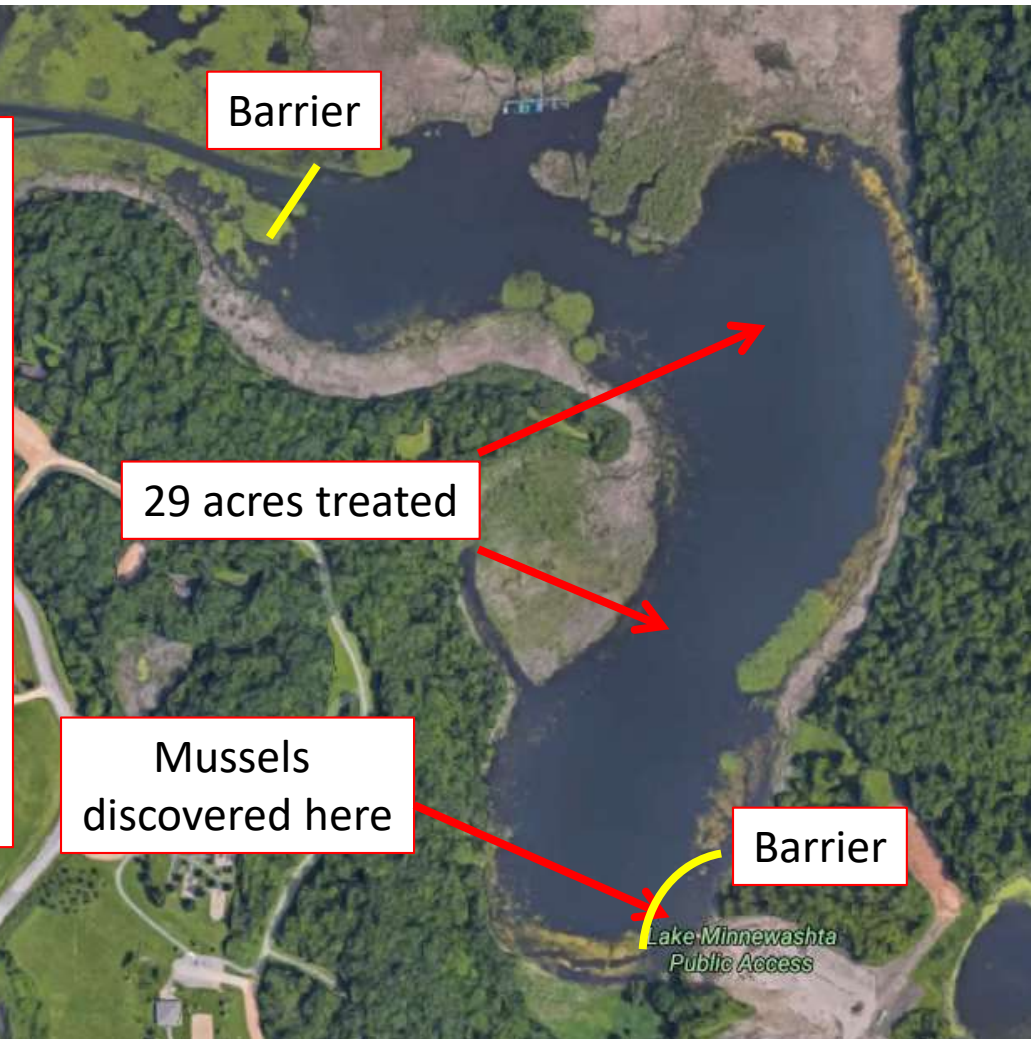 Barrier
29 acres treated
Mussels
discovered here
Barrier
Lake Minnewashta
Public Access